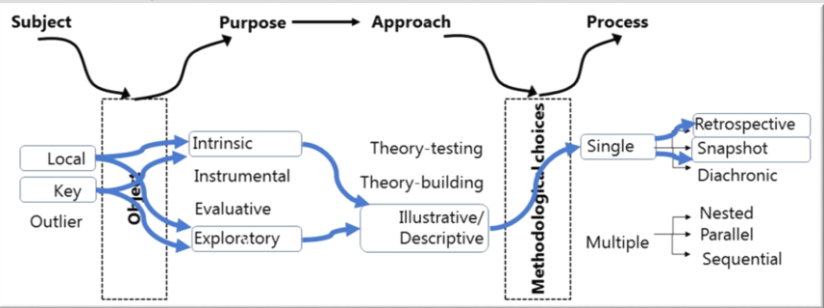 Subject
Purpose
Approach
Process
Local
Key
Outlier
Object
Intrinsic
Instrumental
Evaluative
Exploratory
Theory-testing
Theory-building
Illustrative/
Descriptive
Methodological choices
Single
Retrospective
Snapshot
Diachronic
Multiple
Nested
Parallel
Sequential